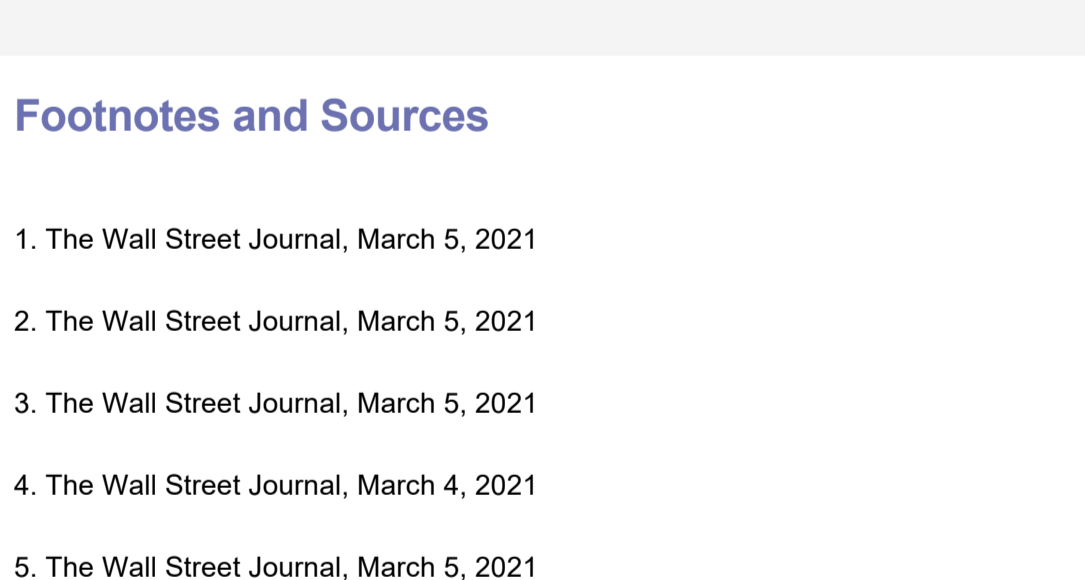 Footnotes and Sources
1. The Wall Street Journal, March 5, 2021
2. The Wall Street Journal, March 5, 2021
3. The Wall Street Journal, March 5, 2021
4. The Wall Street Journal, March 4, 2021
5. The Wall Street Journal, March 5, 2021